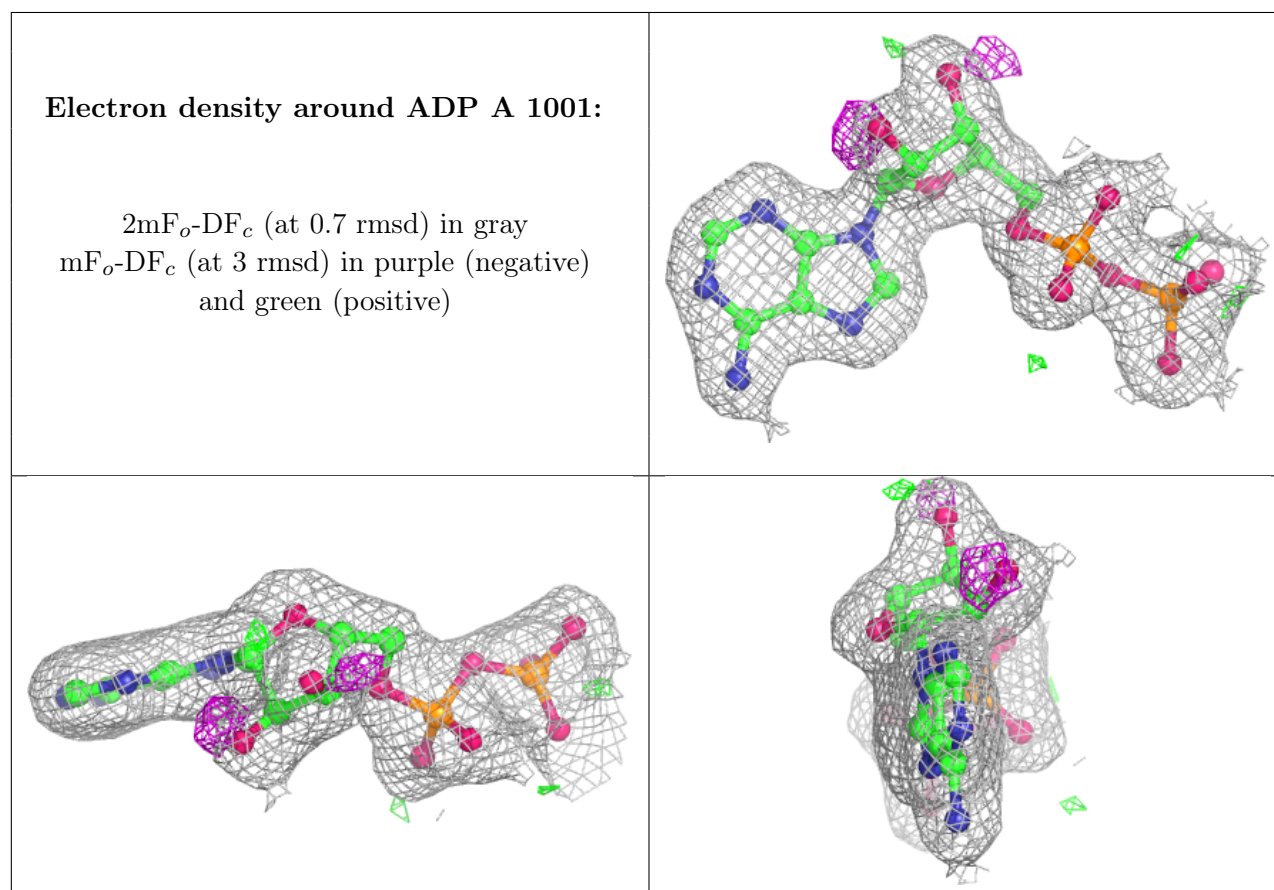 Electron density around ADP A 1001:
2mFo-DFc (at 0.7 rmsd) in gray
mFo-DFc (at 3 rmsd) in purple (negative)
and green (positive)